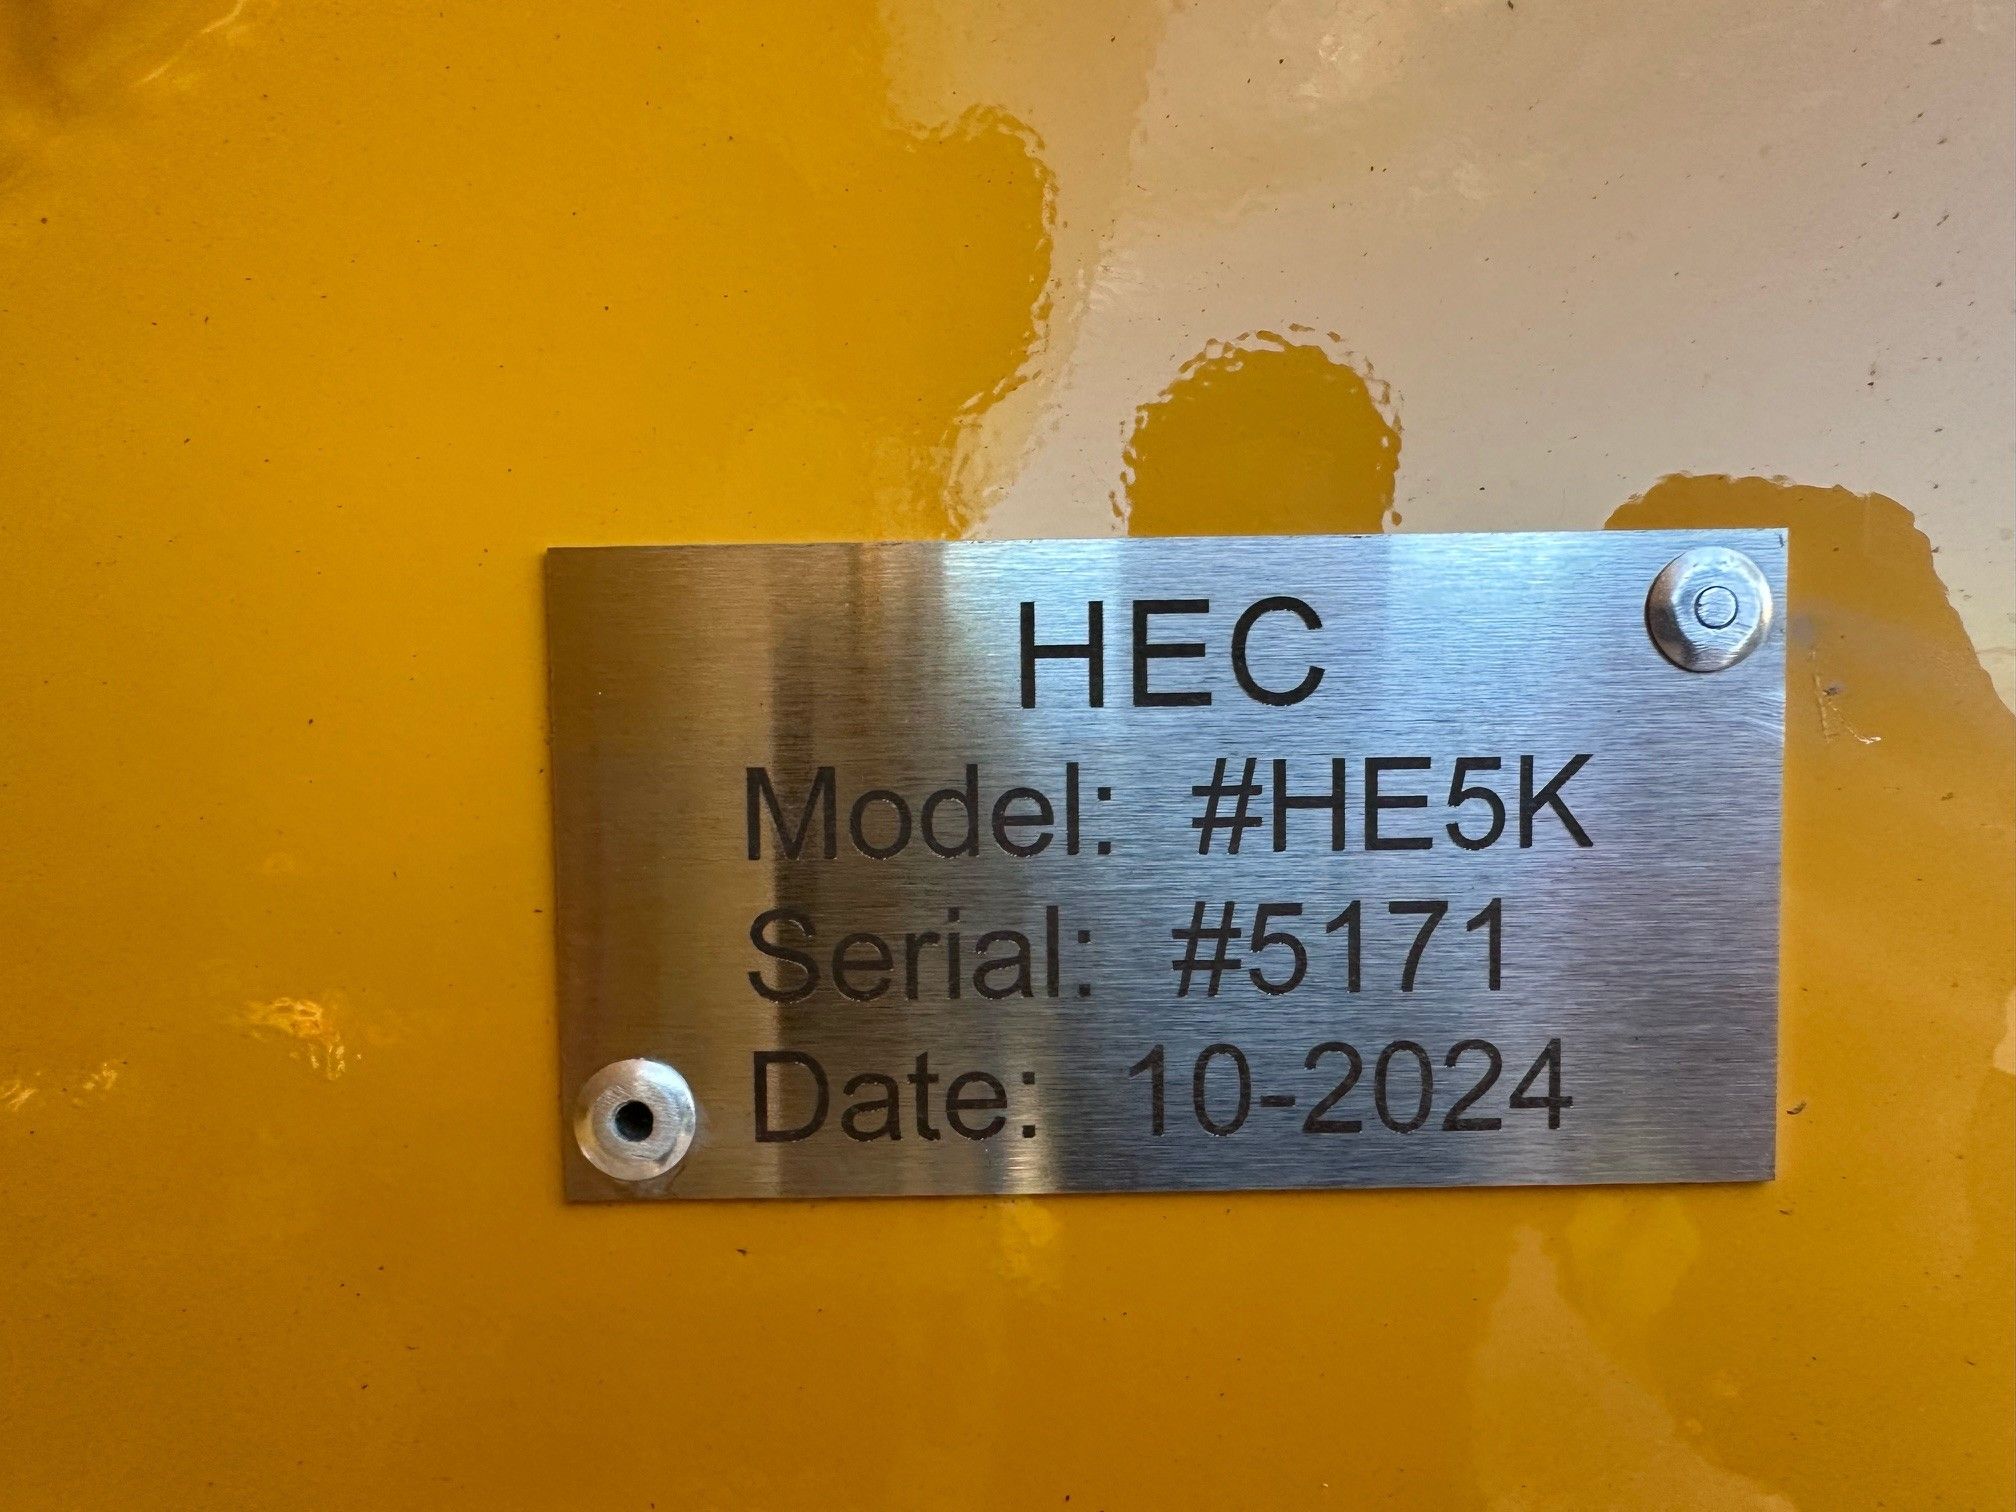 HEC
Model: #HE5K
Serial: #5171
Date: 10-2024